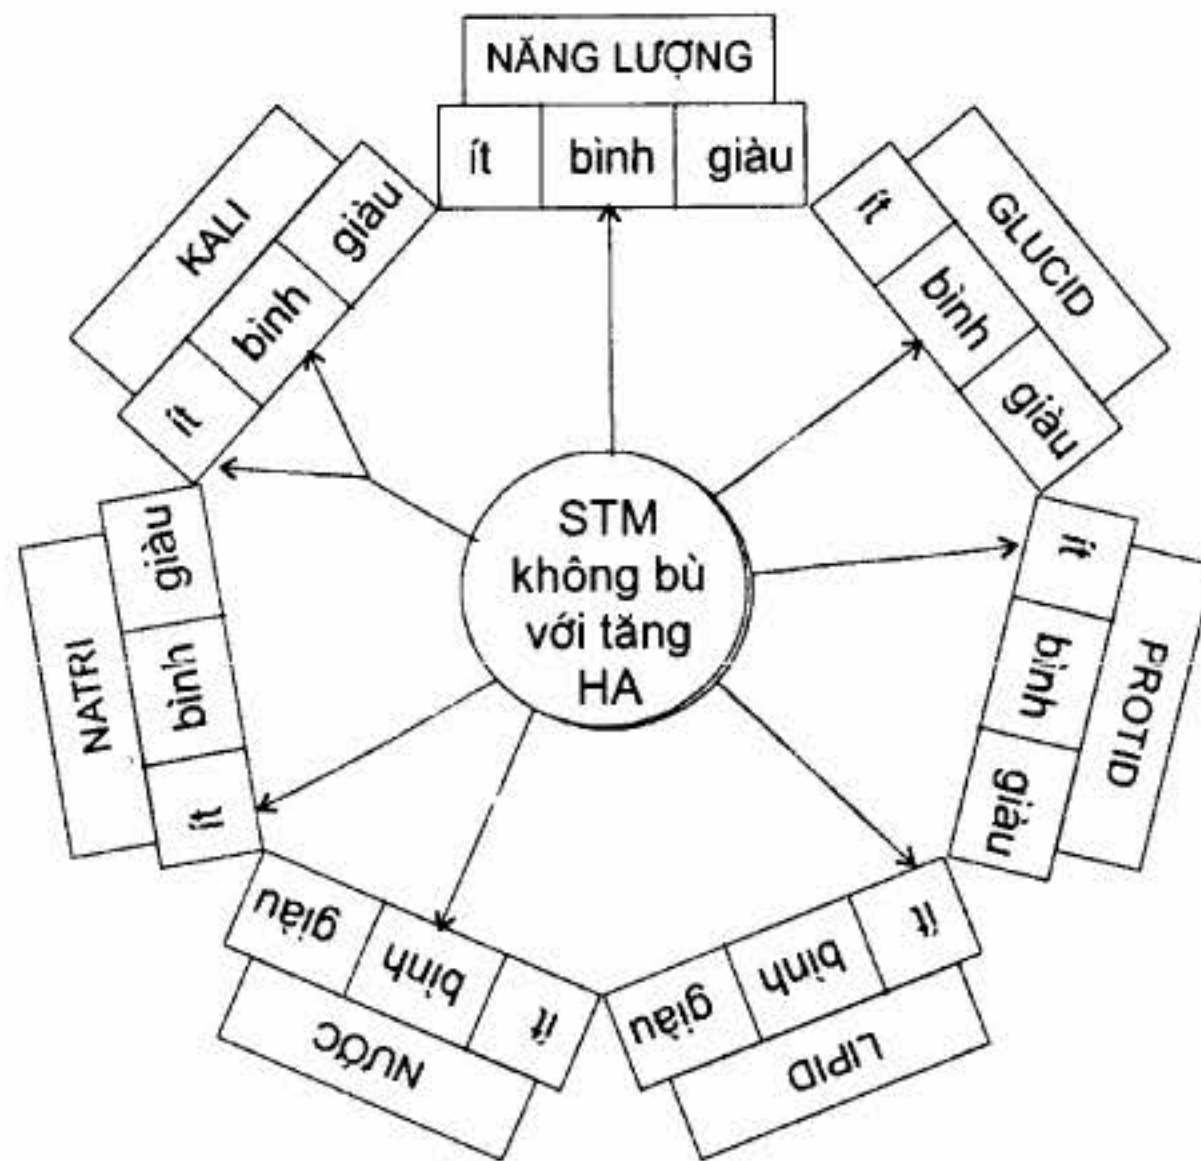 NĂNG LƯỢNG
ít bình giàu
GLUCID
ít bình giàu
PROTID
ít bình giàu
LIPID
ít bình giàu
NƯỚC
ít bình giàu
NATRI
ít bình giàu
KALI
ít bình giàu
STM
không bù
với tăng
HA